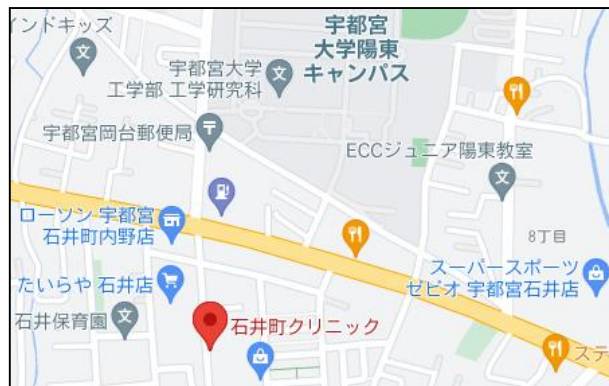 インドキッズ
宇都宮
大学陽東
キャンパス
宇都宮大学
工学部 工学研究科
宇都宮岡台郵便局
ECCジュニア陽東教室
ローソン 宇都宮
石井町内野店
8丁目
たいらや 石井店
スーパースポーツ
ゼビオ 宇都宮石井店
石井保育園
石井町クリニック
ステ